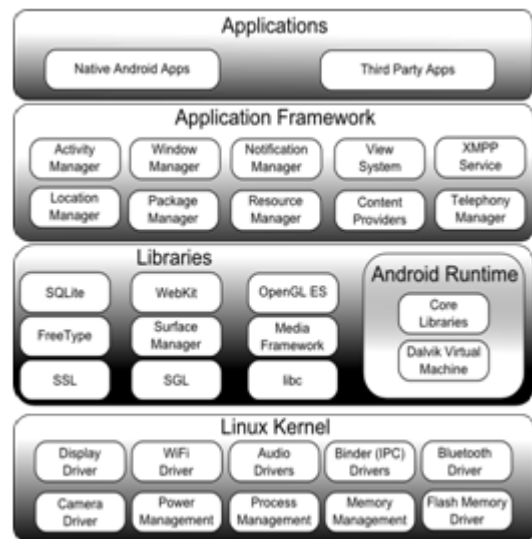 Applications
Native Android Apps
Third Party Apps
Application Framework
Activity
Manager
Window
Manager
Notification
Manager
View
System
XMPP
Service
Location
Manager
Package
Manager
Resource
Manager
Content
Providers
Telephony
Manager
Libraries
SQLite
WebKit
OpenGL ES
FreeType
Surface
Manager
Media
Framework
SSL
SGL
libc
Android Runtime
Core
Libraries
Dalvik Virtual
Machine
Linux Kernel
Display
Driver
WiFi
Driver
Audio
Drivers
Binder (IPC)
Drivers
Bluetooth
Driver
Camera
Driver
Power
Management
Process
Management
Memory
Management
Flash Memory
Driver